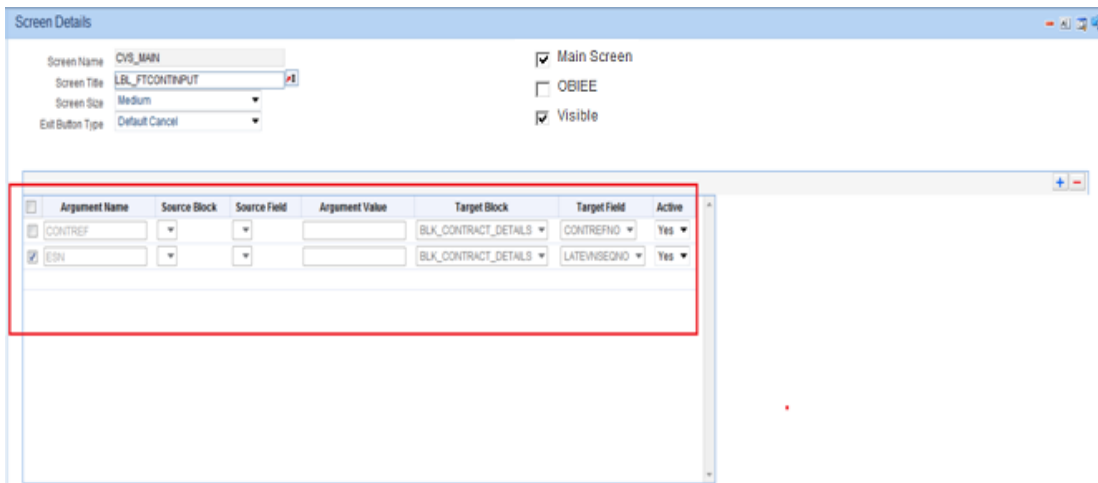 Screen Details
Screen Name CVS_MAIN
Screen Title LBL_FTCONTINPUT
Screen Size Medium
Exit Button Type Default Cancel
Main Screen
OBIEE
Visible
Argument Name Source Block Source Field Argument Value Target Block Target Field Active
CONTREF BLK_CONTRACT_DETAILS CONTREFNO Yes
ESN BLK_CONTRACT_DETAILS LATEVNSEQNO Yes